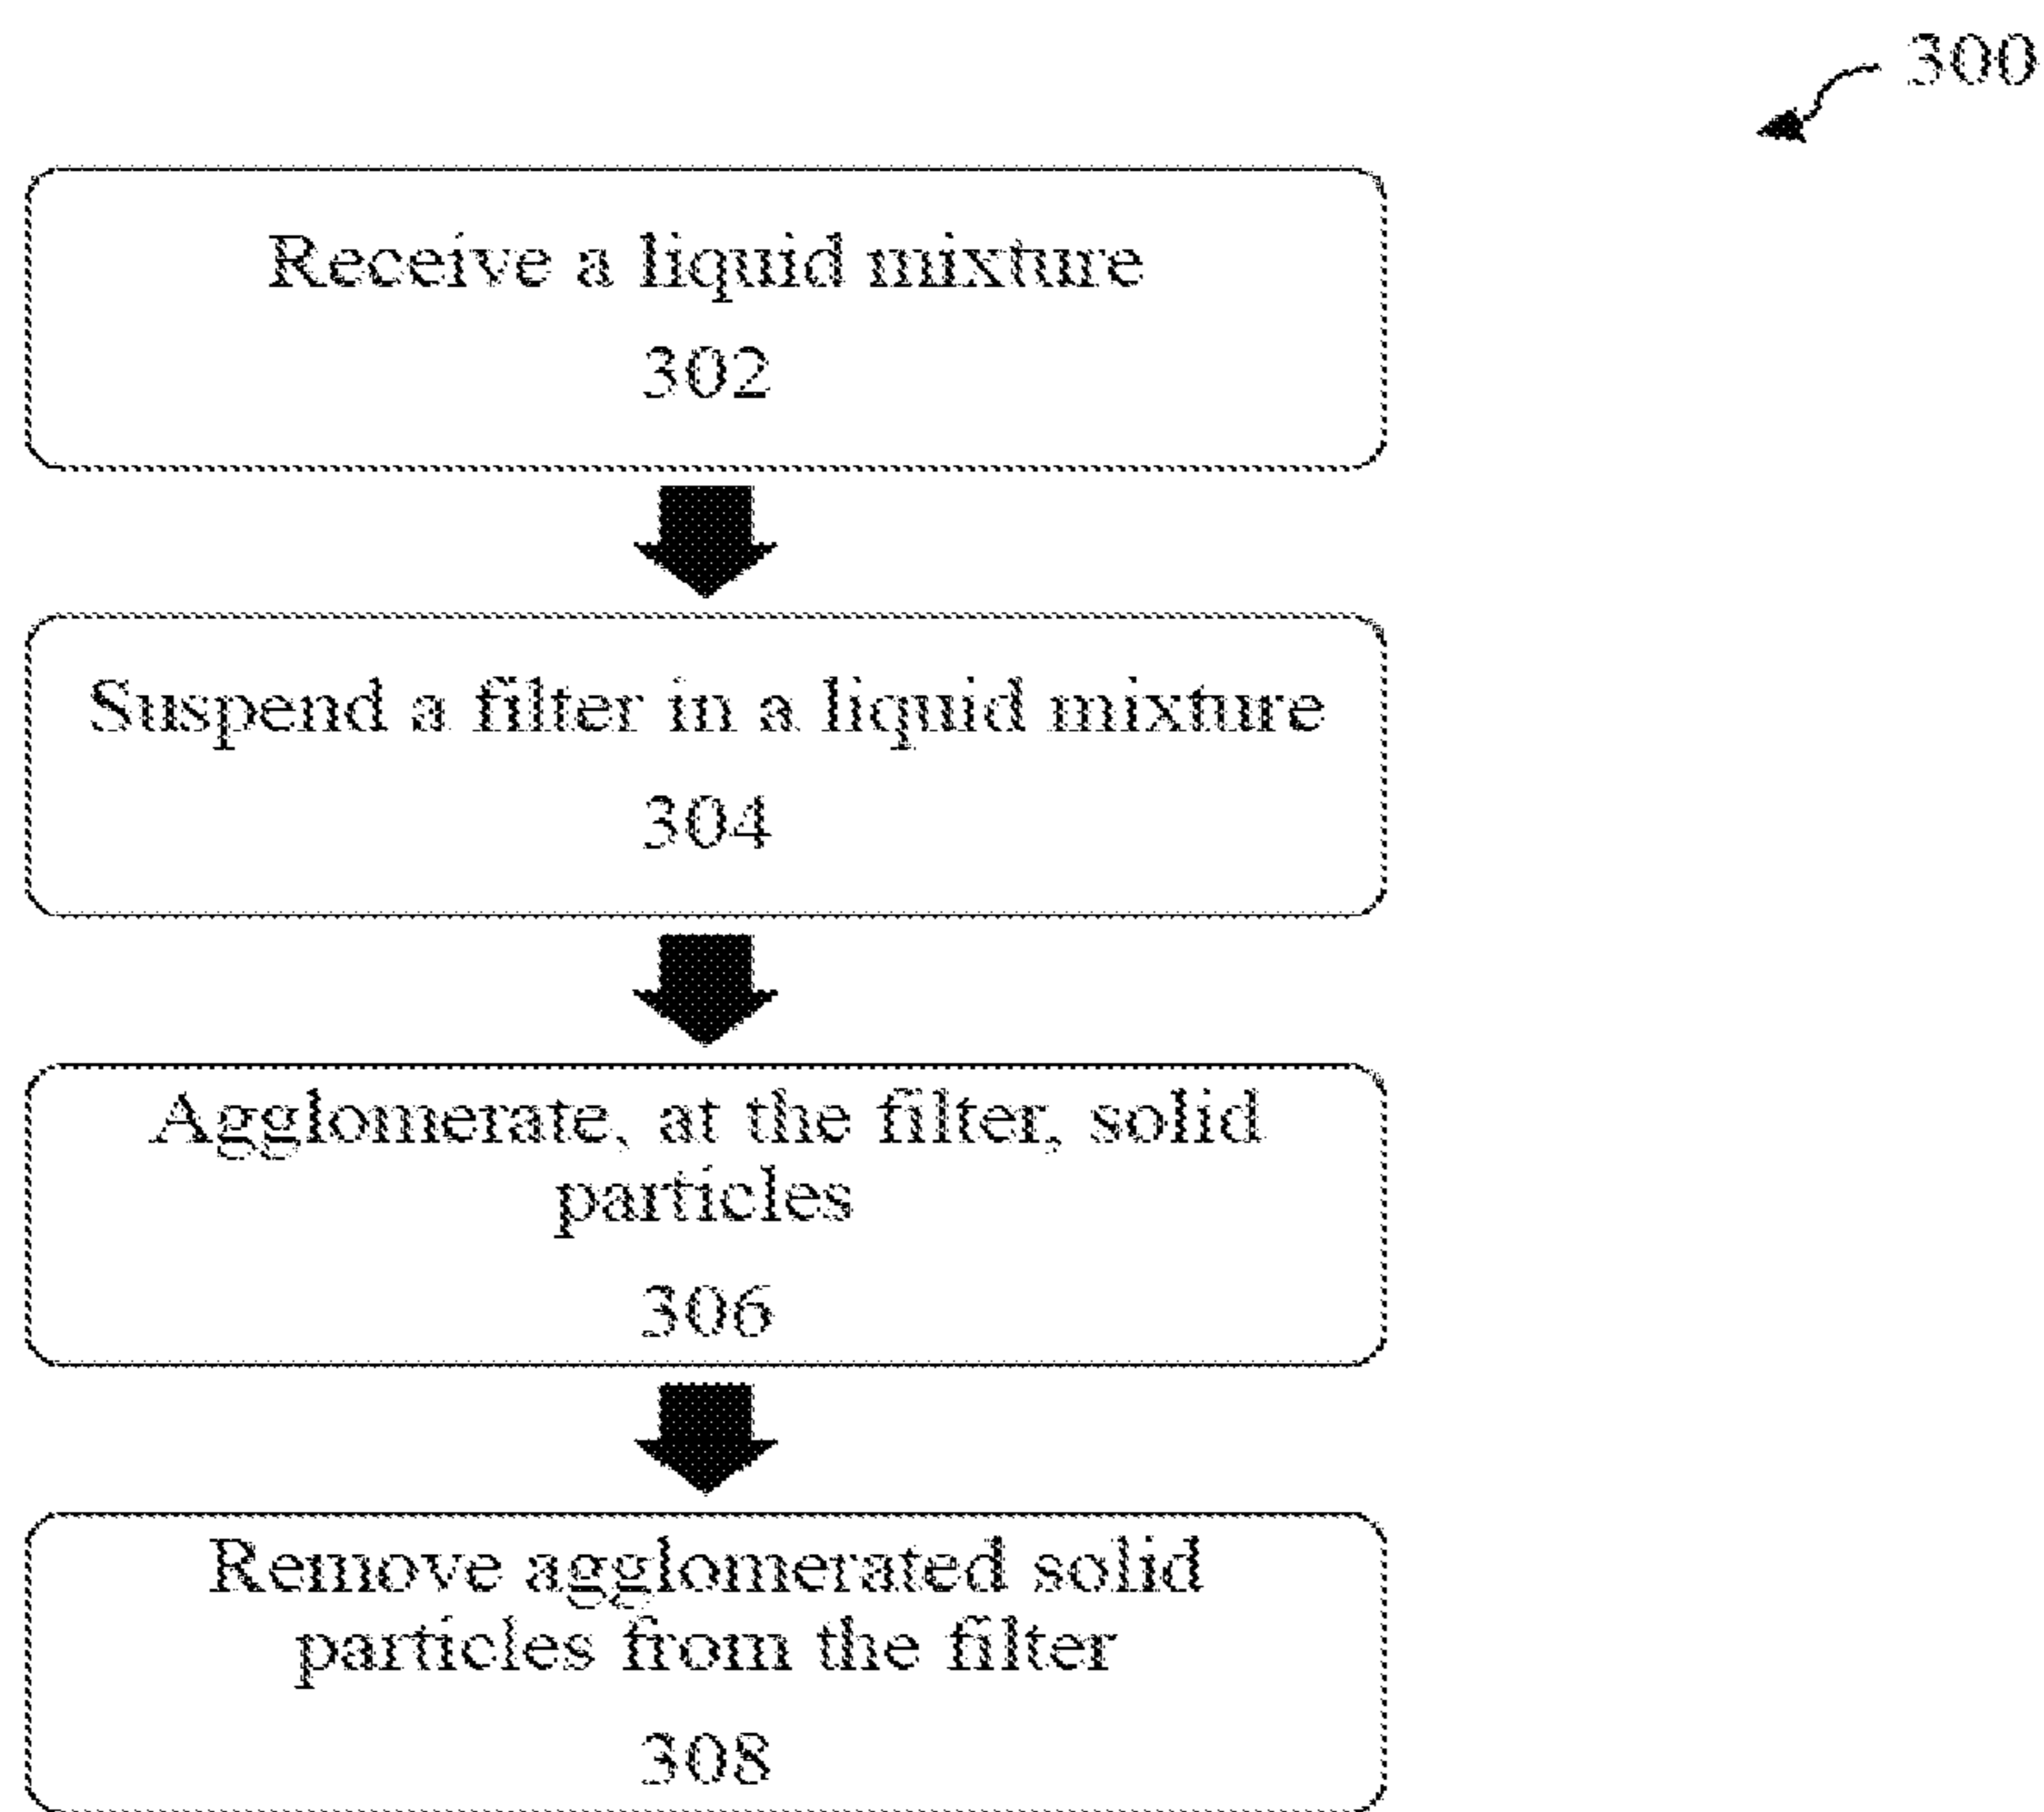 300
Receive a liquid mixture
302
Suspend a filter in a liquid mixture
304
Agglomerate, at the filter, solid
particles
306
Remove agglomerated solid
particles from the filter
308